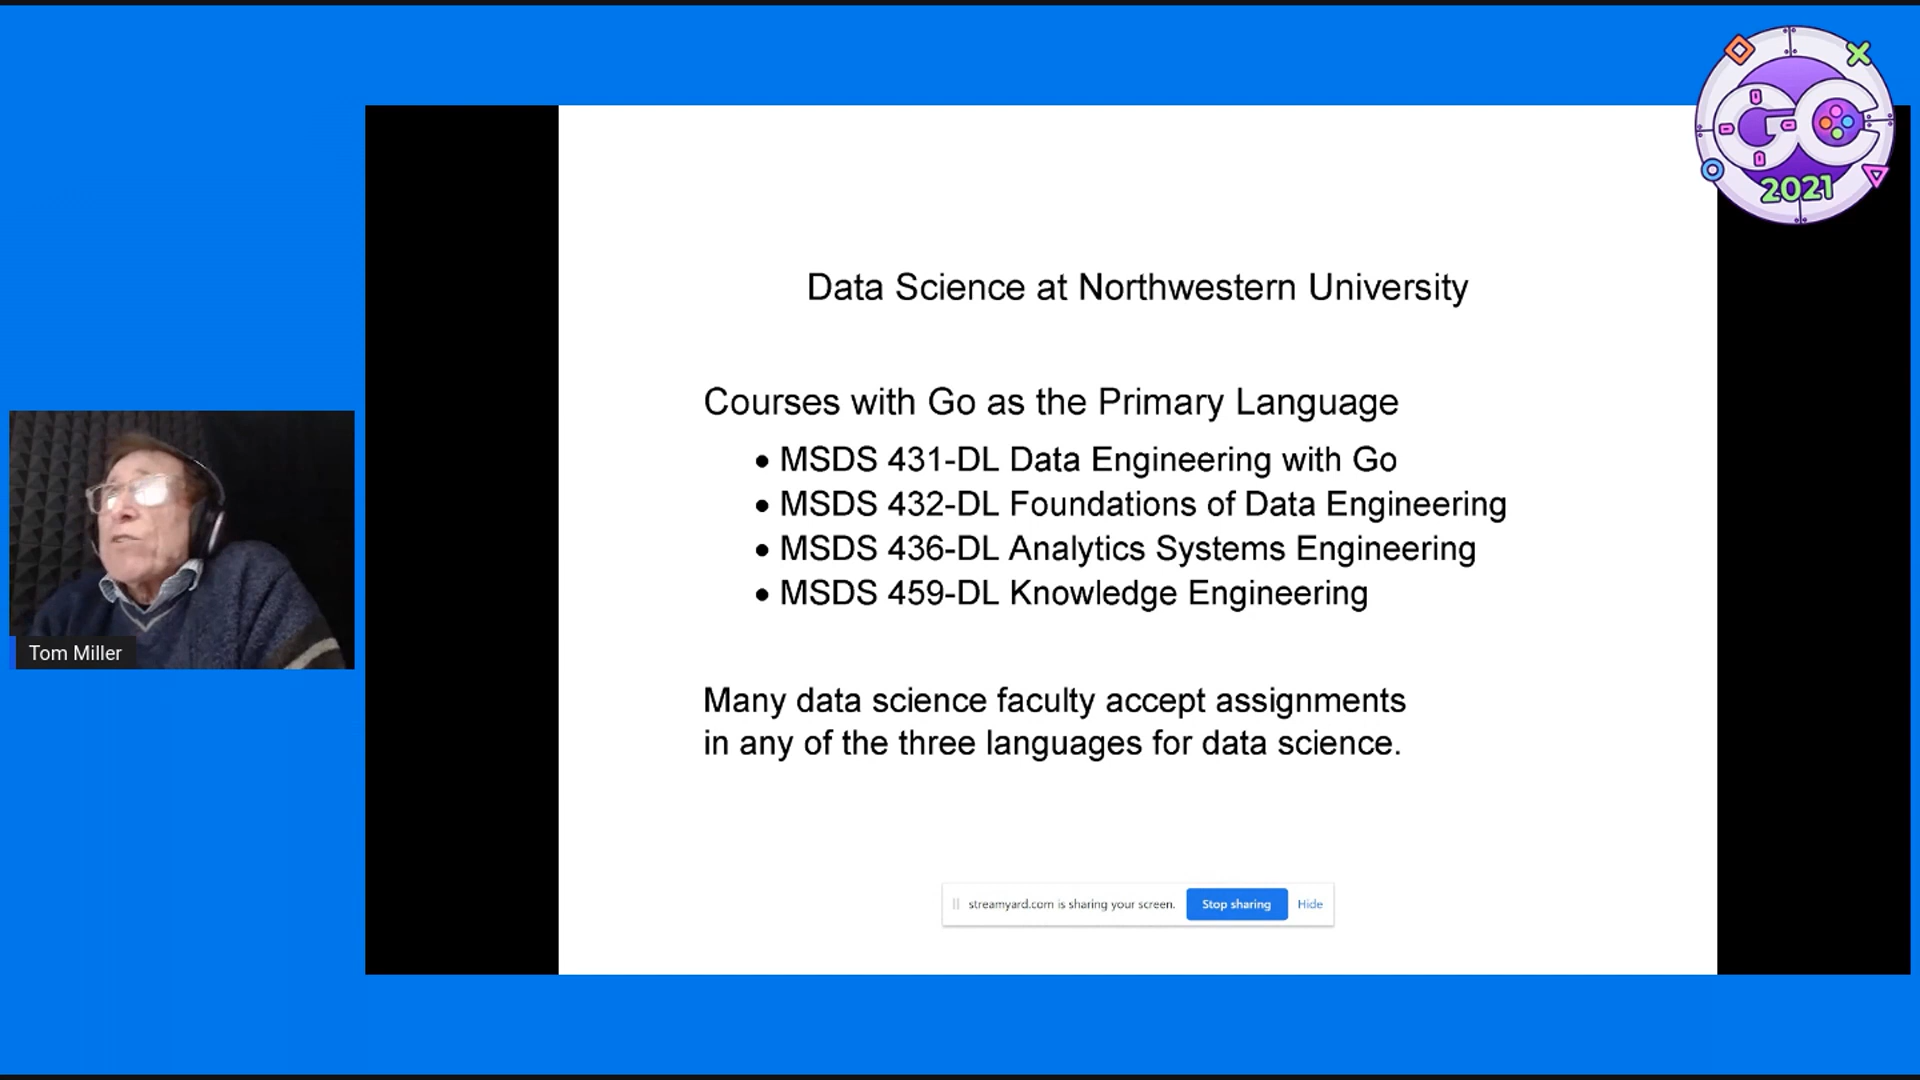 GC
2021
Data Science at Northwestern University
Courses with Go as the Primary Language
• MSDS 431-DL Data Engineering with Go
• MSDS 432-DL Foundations of Data Engineering
• MSDS 436-DL Analytics Systems Engineering
• MSDS 459-DL Knowledge Engineering
Many data science faculty accept assignments
in any of the three languages for data science.
Tom Miller
streamyard.com is sharing your screen. Stop sharing Hide